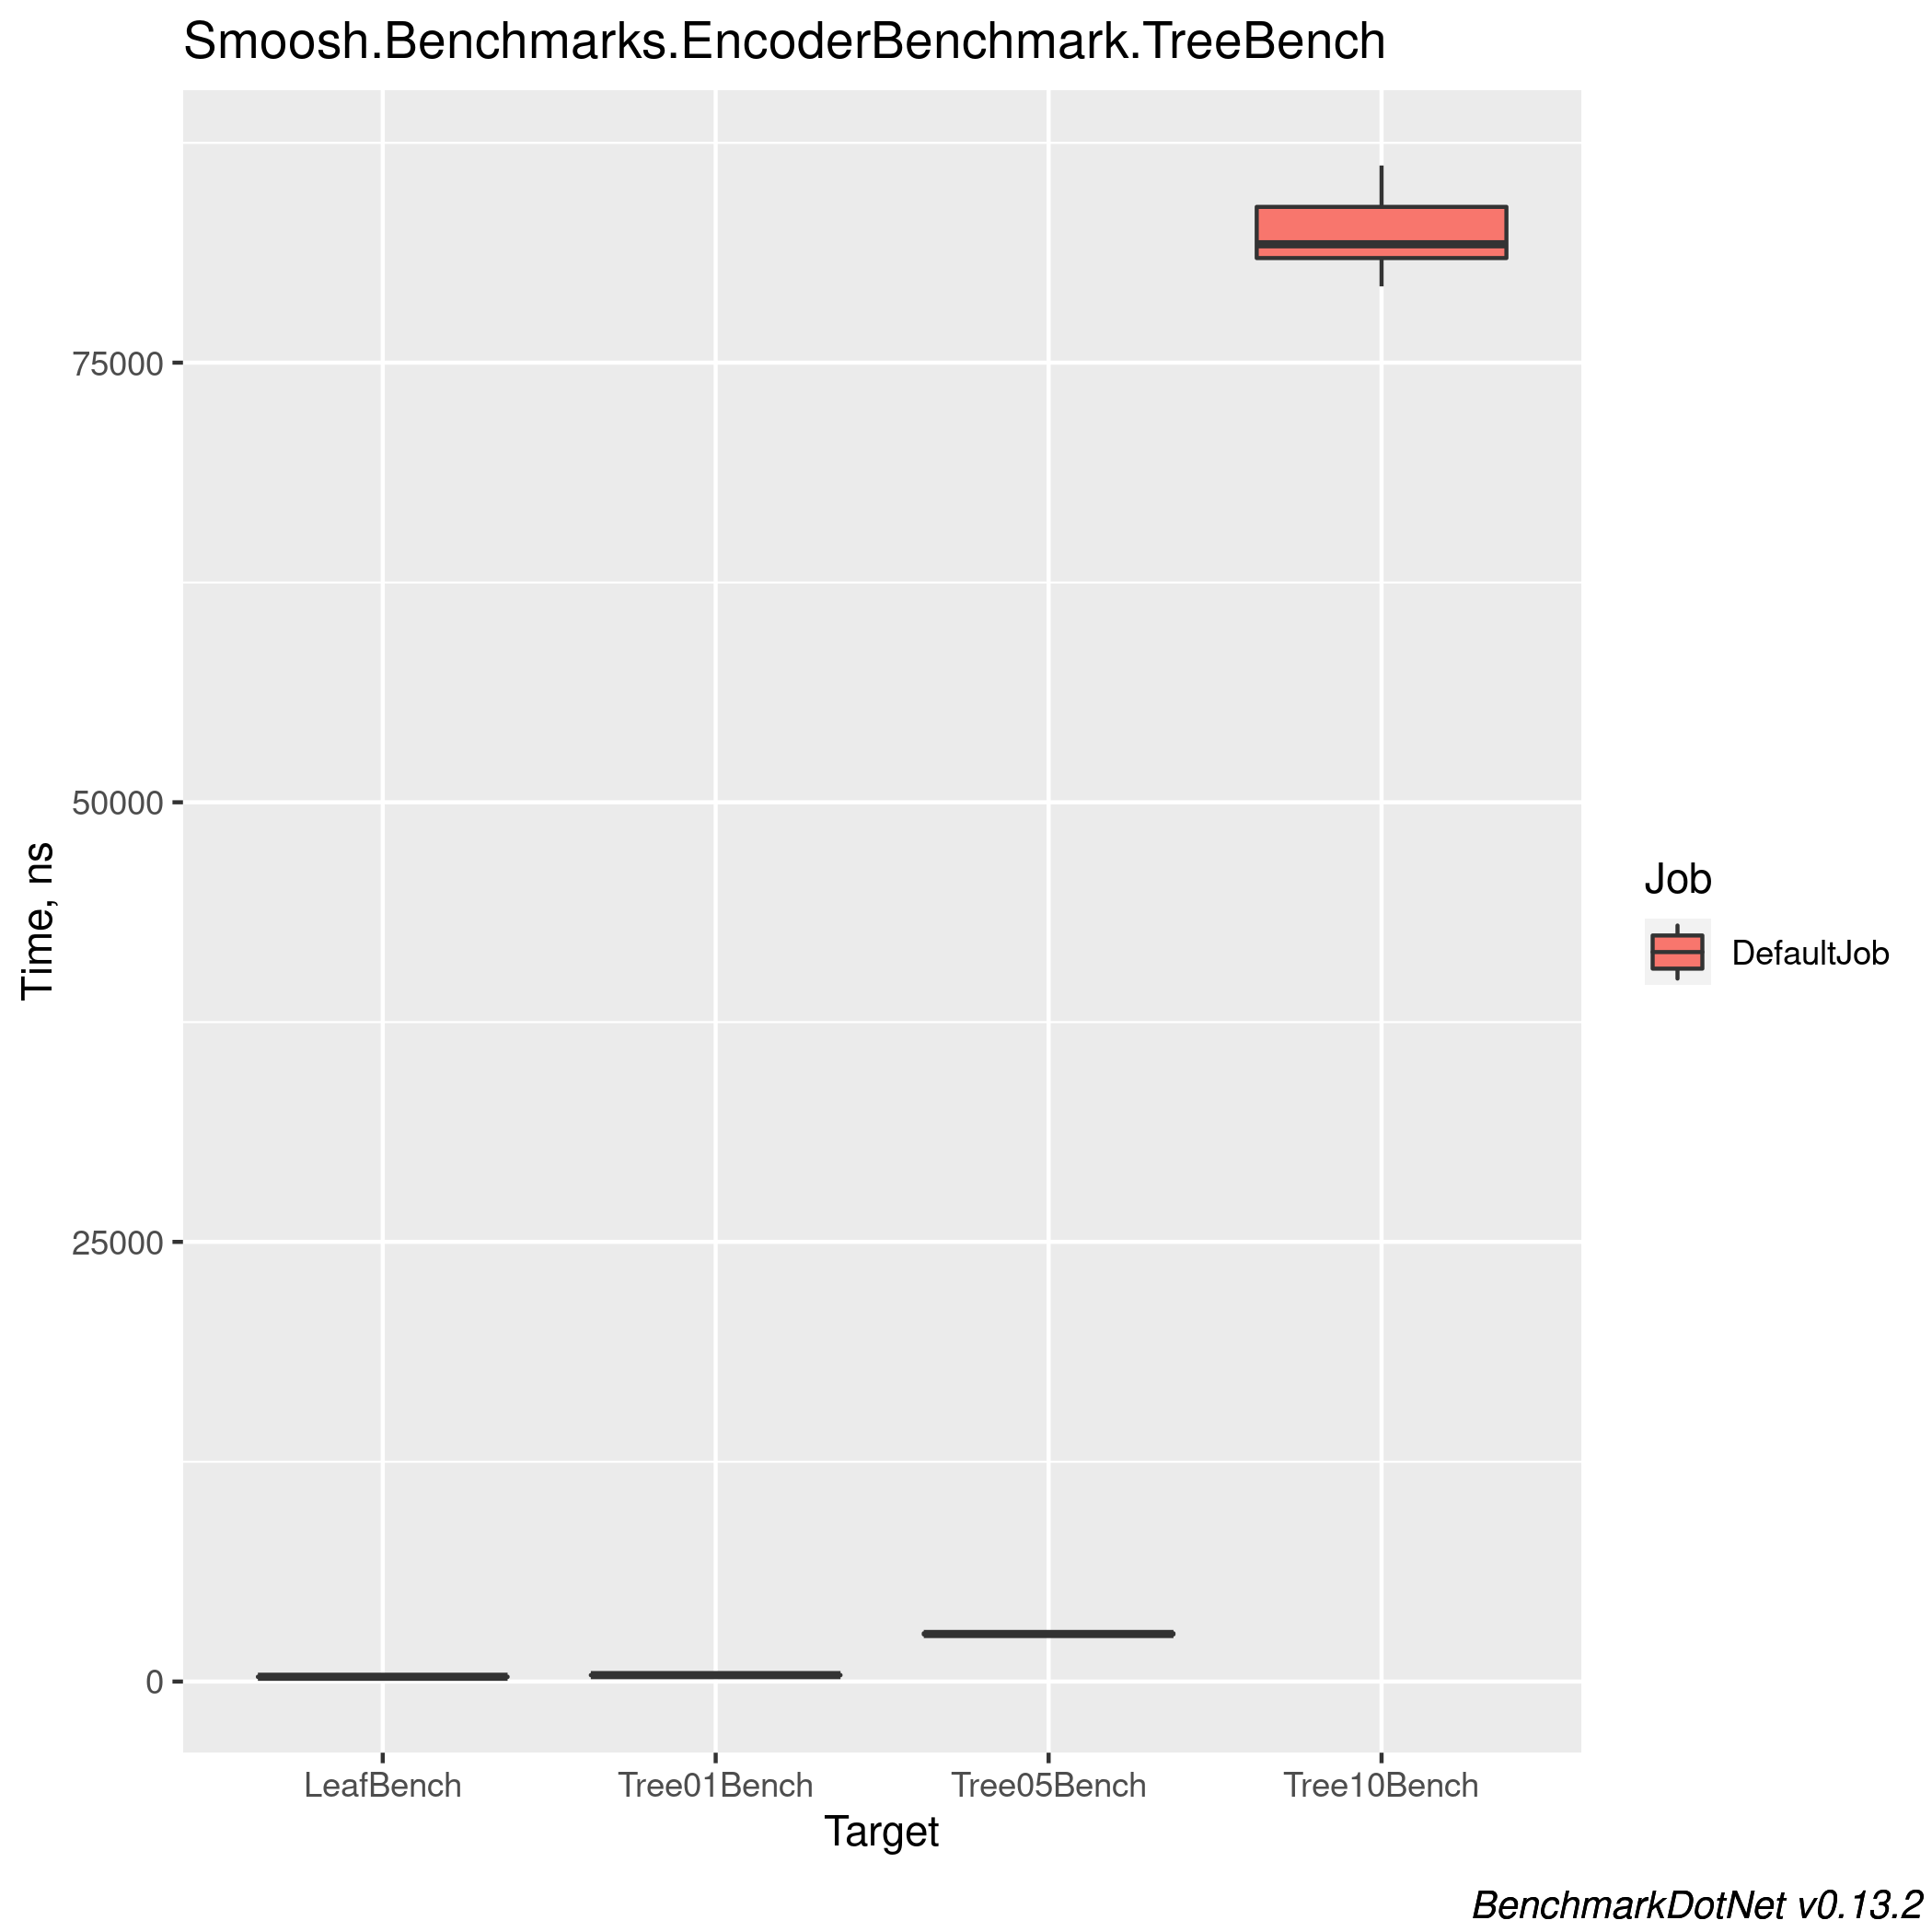 Smoosh.Benchmarks.EncoderBenchmark.TreeBench
75000
50000
25000
0
Time, ns
LeafBench Tree01Bench Tree05Bench Tree10Bench
Target
Job
DefaultJob
BenchmarkDotNet v0.13.2